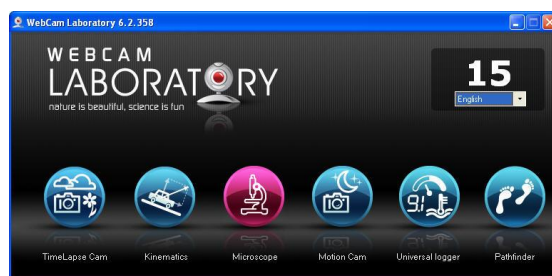 WebCam Laboratory 6.2.358
WEBCAM
LABORATORY
nature is beautiful, science is fun
15
English
TimeLapse Cam
Kinematics
Microscope
Motion Cam
Universal logger
Pathfinder
91